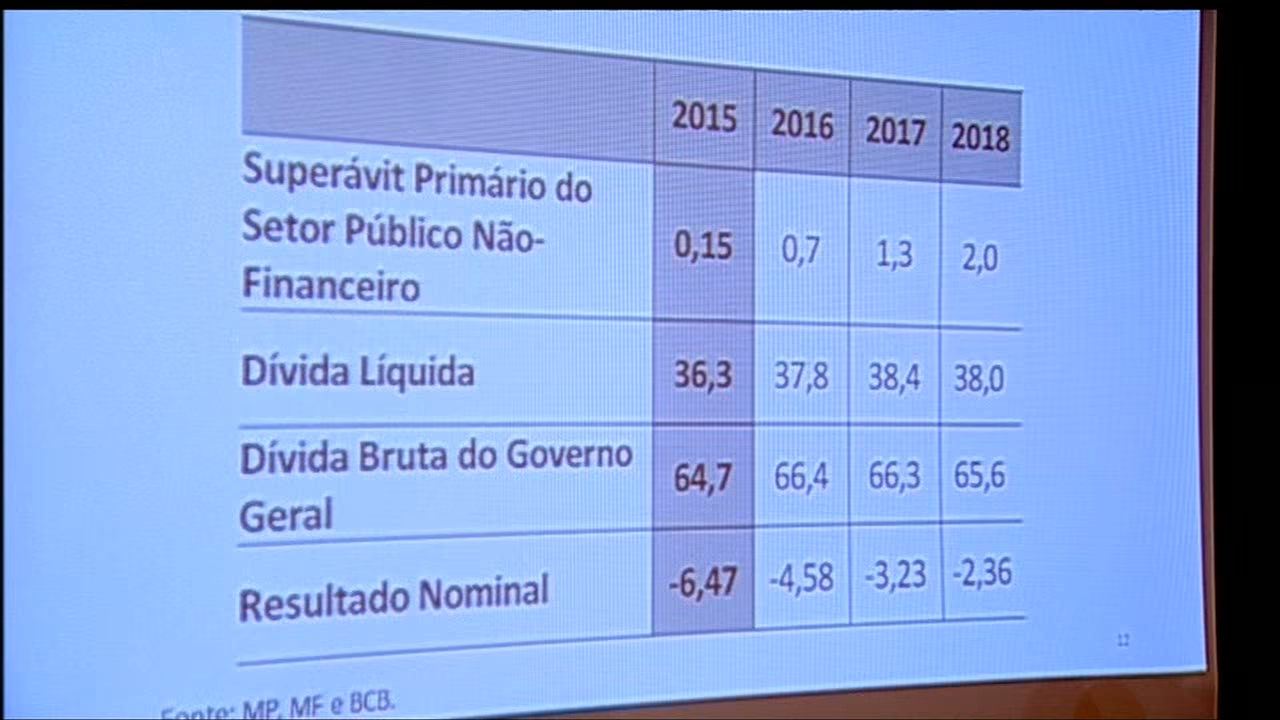 2015 2016 2017 2018
Superávit Primário do
Setor Público Não-
Financeiro
0,15 0,7 1,3 2,0
Dívida Líquida
36,3 37,8 38,4 38,0
Dívida Bruta do Governo
Geral
64,7 66,4 66,3 65,6
Resultado Nominal
-6,47 -4,58 -3,23 -2,36
12
Fonte: MP, MF e BCB.